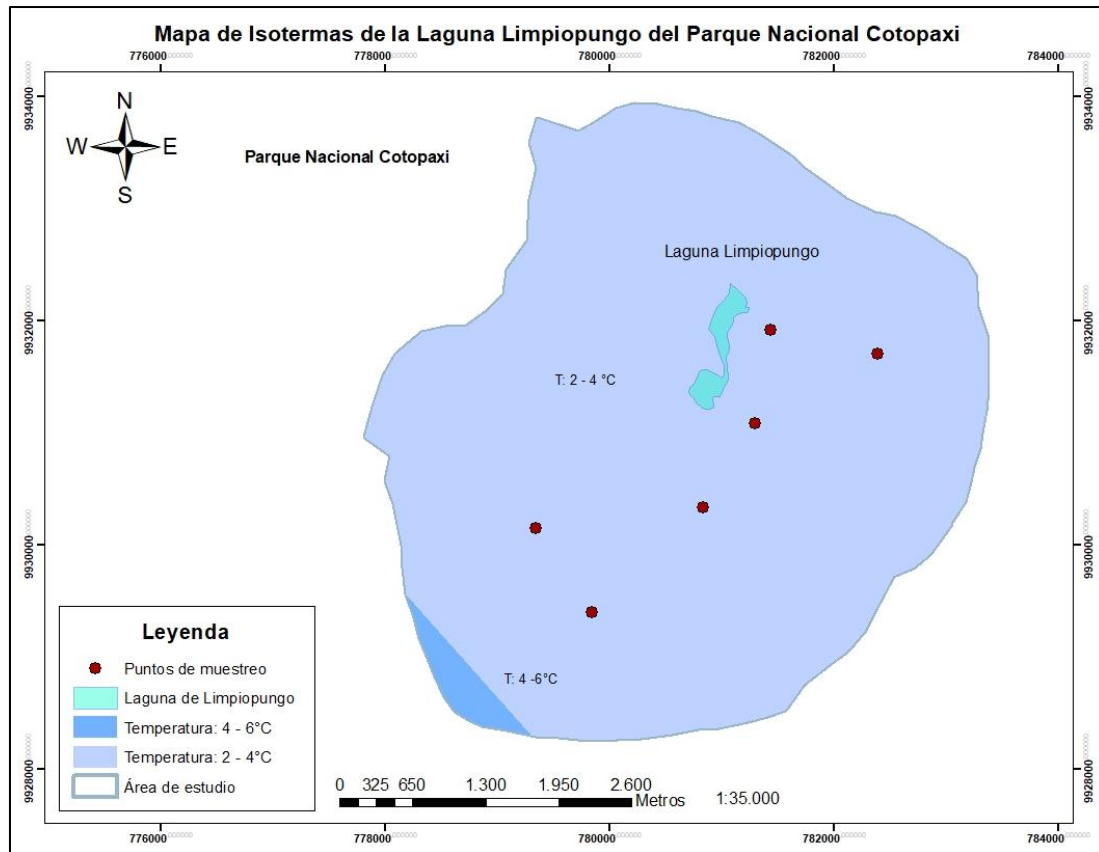 Mapa de Isotermas de la Laguna Limpiopungo del Parque Nacional Cotopaxi
776000 778000 780000 782000 784000
9934000 9934000
N
W E
S
Parque Nacional Cotopaxi
Laguna Limpiopungo
9932000 9932000
T: 2 - 4 °C
9930000 9930000
Leyenda
Puntos de muestreo
Laguna de Limpiopungo
Temperatura: 4 - 6°C
Temperatura: 2 - 4°C
Área de estudio
T: 4 -6°C
0 325 650 1.300 1.950 2.600
Metros
1:35.000
9928000 9928000
776000 778000 780000 782000 784000